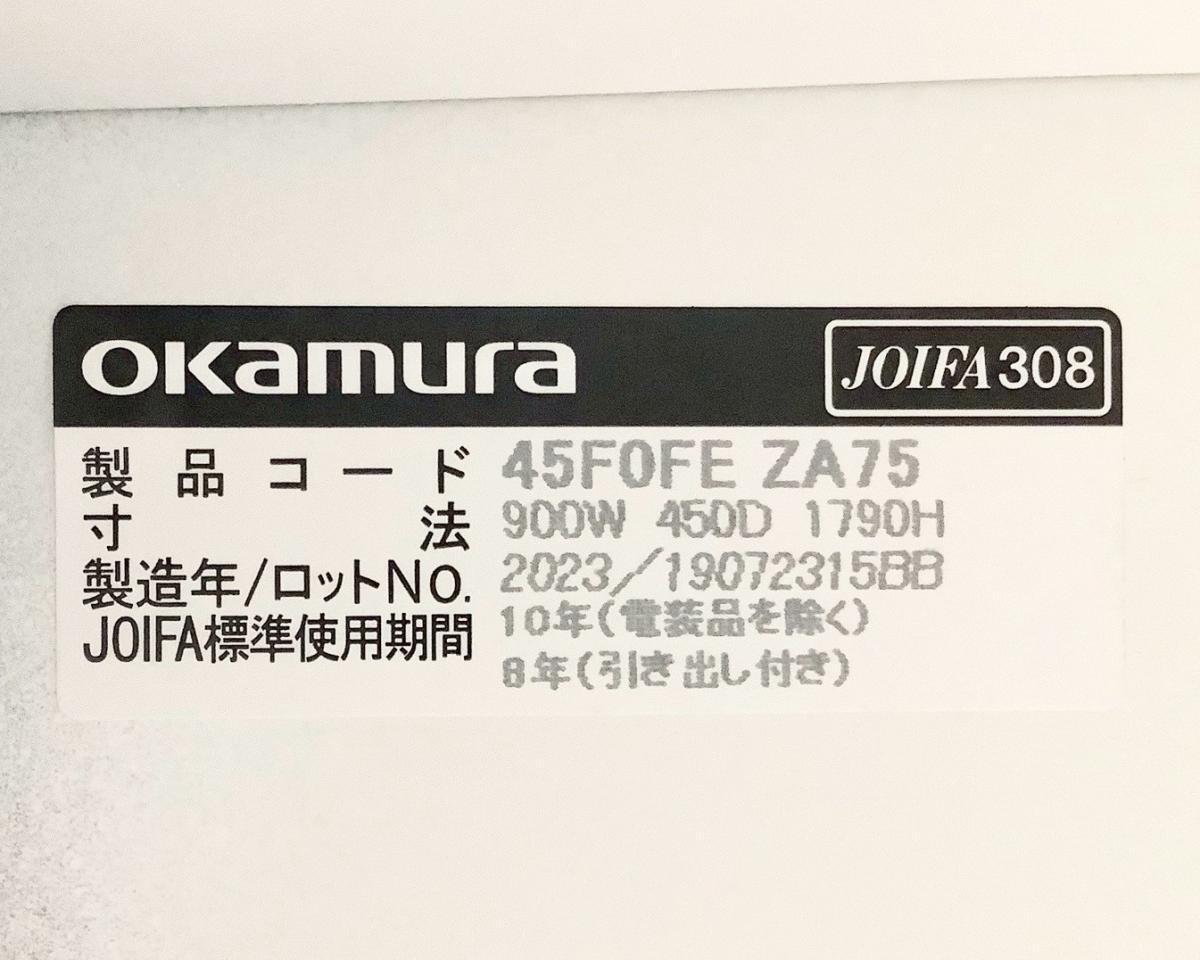 OKAMURA JOIFA308
製品コード 45F0FE ZA75
寸法 900W 450D 1790H
製造年/ロットNo. 2023/19072315BB
JOIFA標準使用期間 10年(電装品を除く)
8年(引き出し付き)